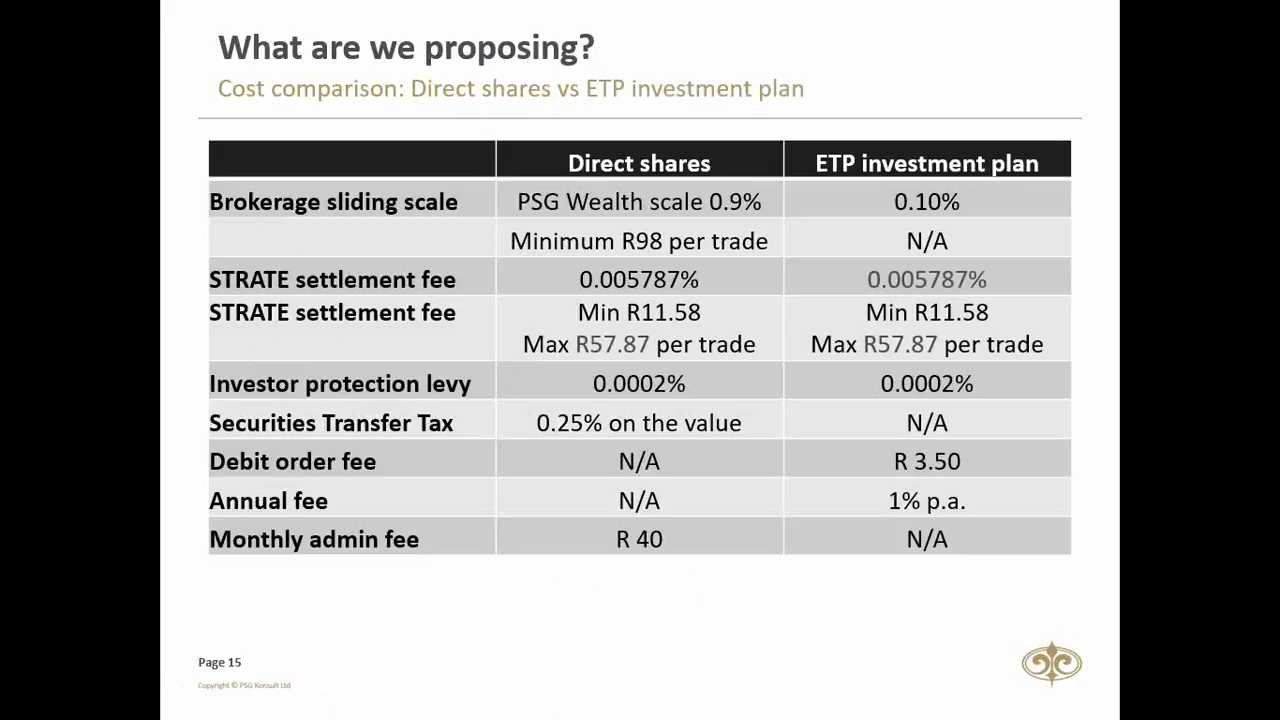 What are we proposing?
Cost comparison: Direct shares vs ETP investment plan
Direct shares ETP investment plan
Brokerage sliding scale PSG Wealth scale 0.9% 0.10%
Minimum R98 per trade N/A
STRATE settlement fee 0.005787% 0.005787%
STRATE settlement fee Min R11.58 Min R11.58
Max R57.87 per trade Max R57.87 per trade
Investor protection levy 0.0002% 0.0002%
Securities Transfer Tax 0.25% on the value N/A
Debit order fee N/A R 3.50
Annual fee N/A 1% p.a.
Monthly admin fee R 40 N/A
Page 15
Copyright © PSG Konsult Ltd